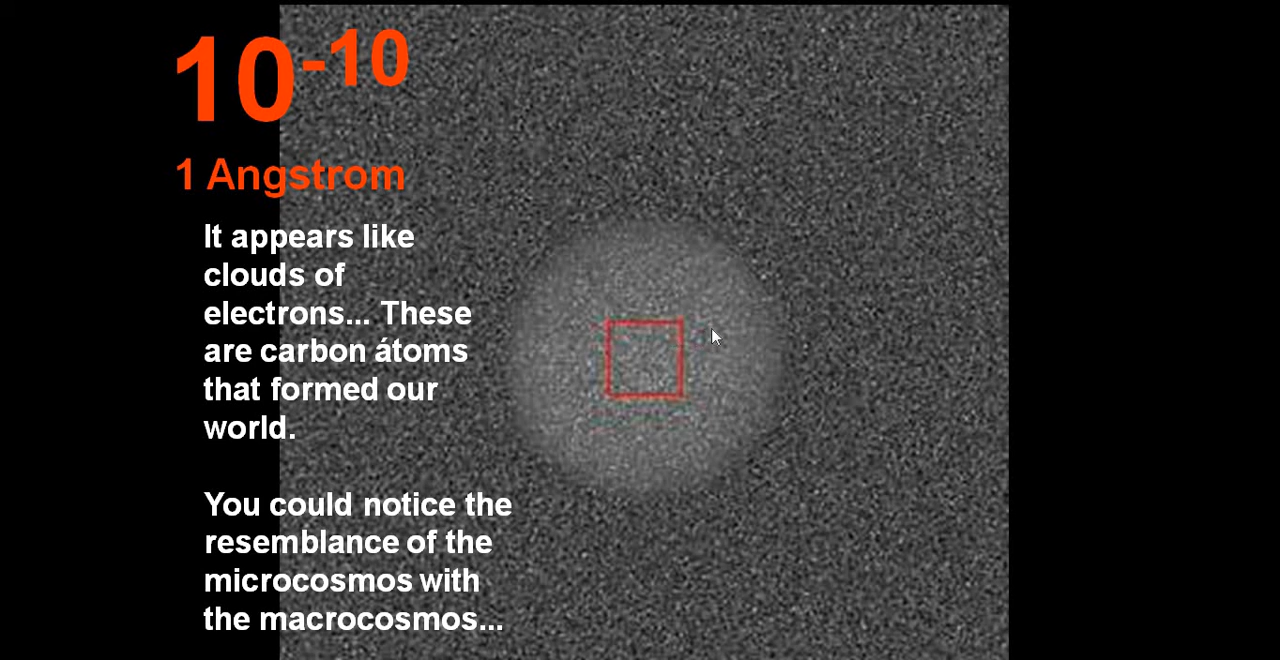 10-10
1 Angstrom
It appears like
clouds of
electrons... These
are carbon átoms
that formed our
world.
You could notice the
resemblance of the
microcosmos with
the macrocosmos...